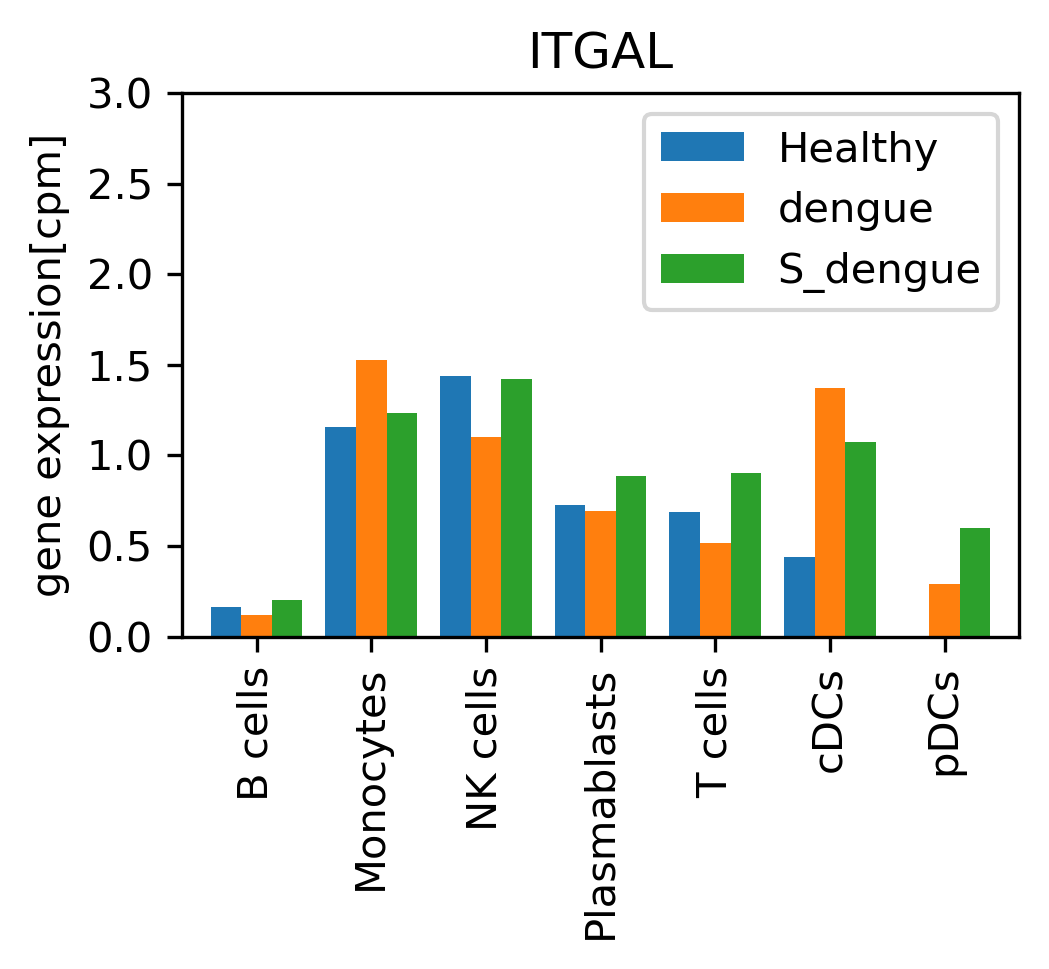 ITGAL
gene expression[cpm]
3.0
2.5
2.0
1.5
1.0
0.5
0.0
Healthy
dengue
S_dengue
B cells
Monocytes
NK cells
Plasmablasts
T cells
cDCs
pDCs